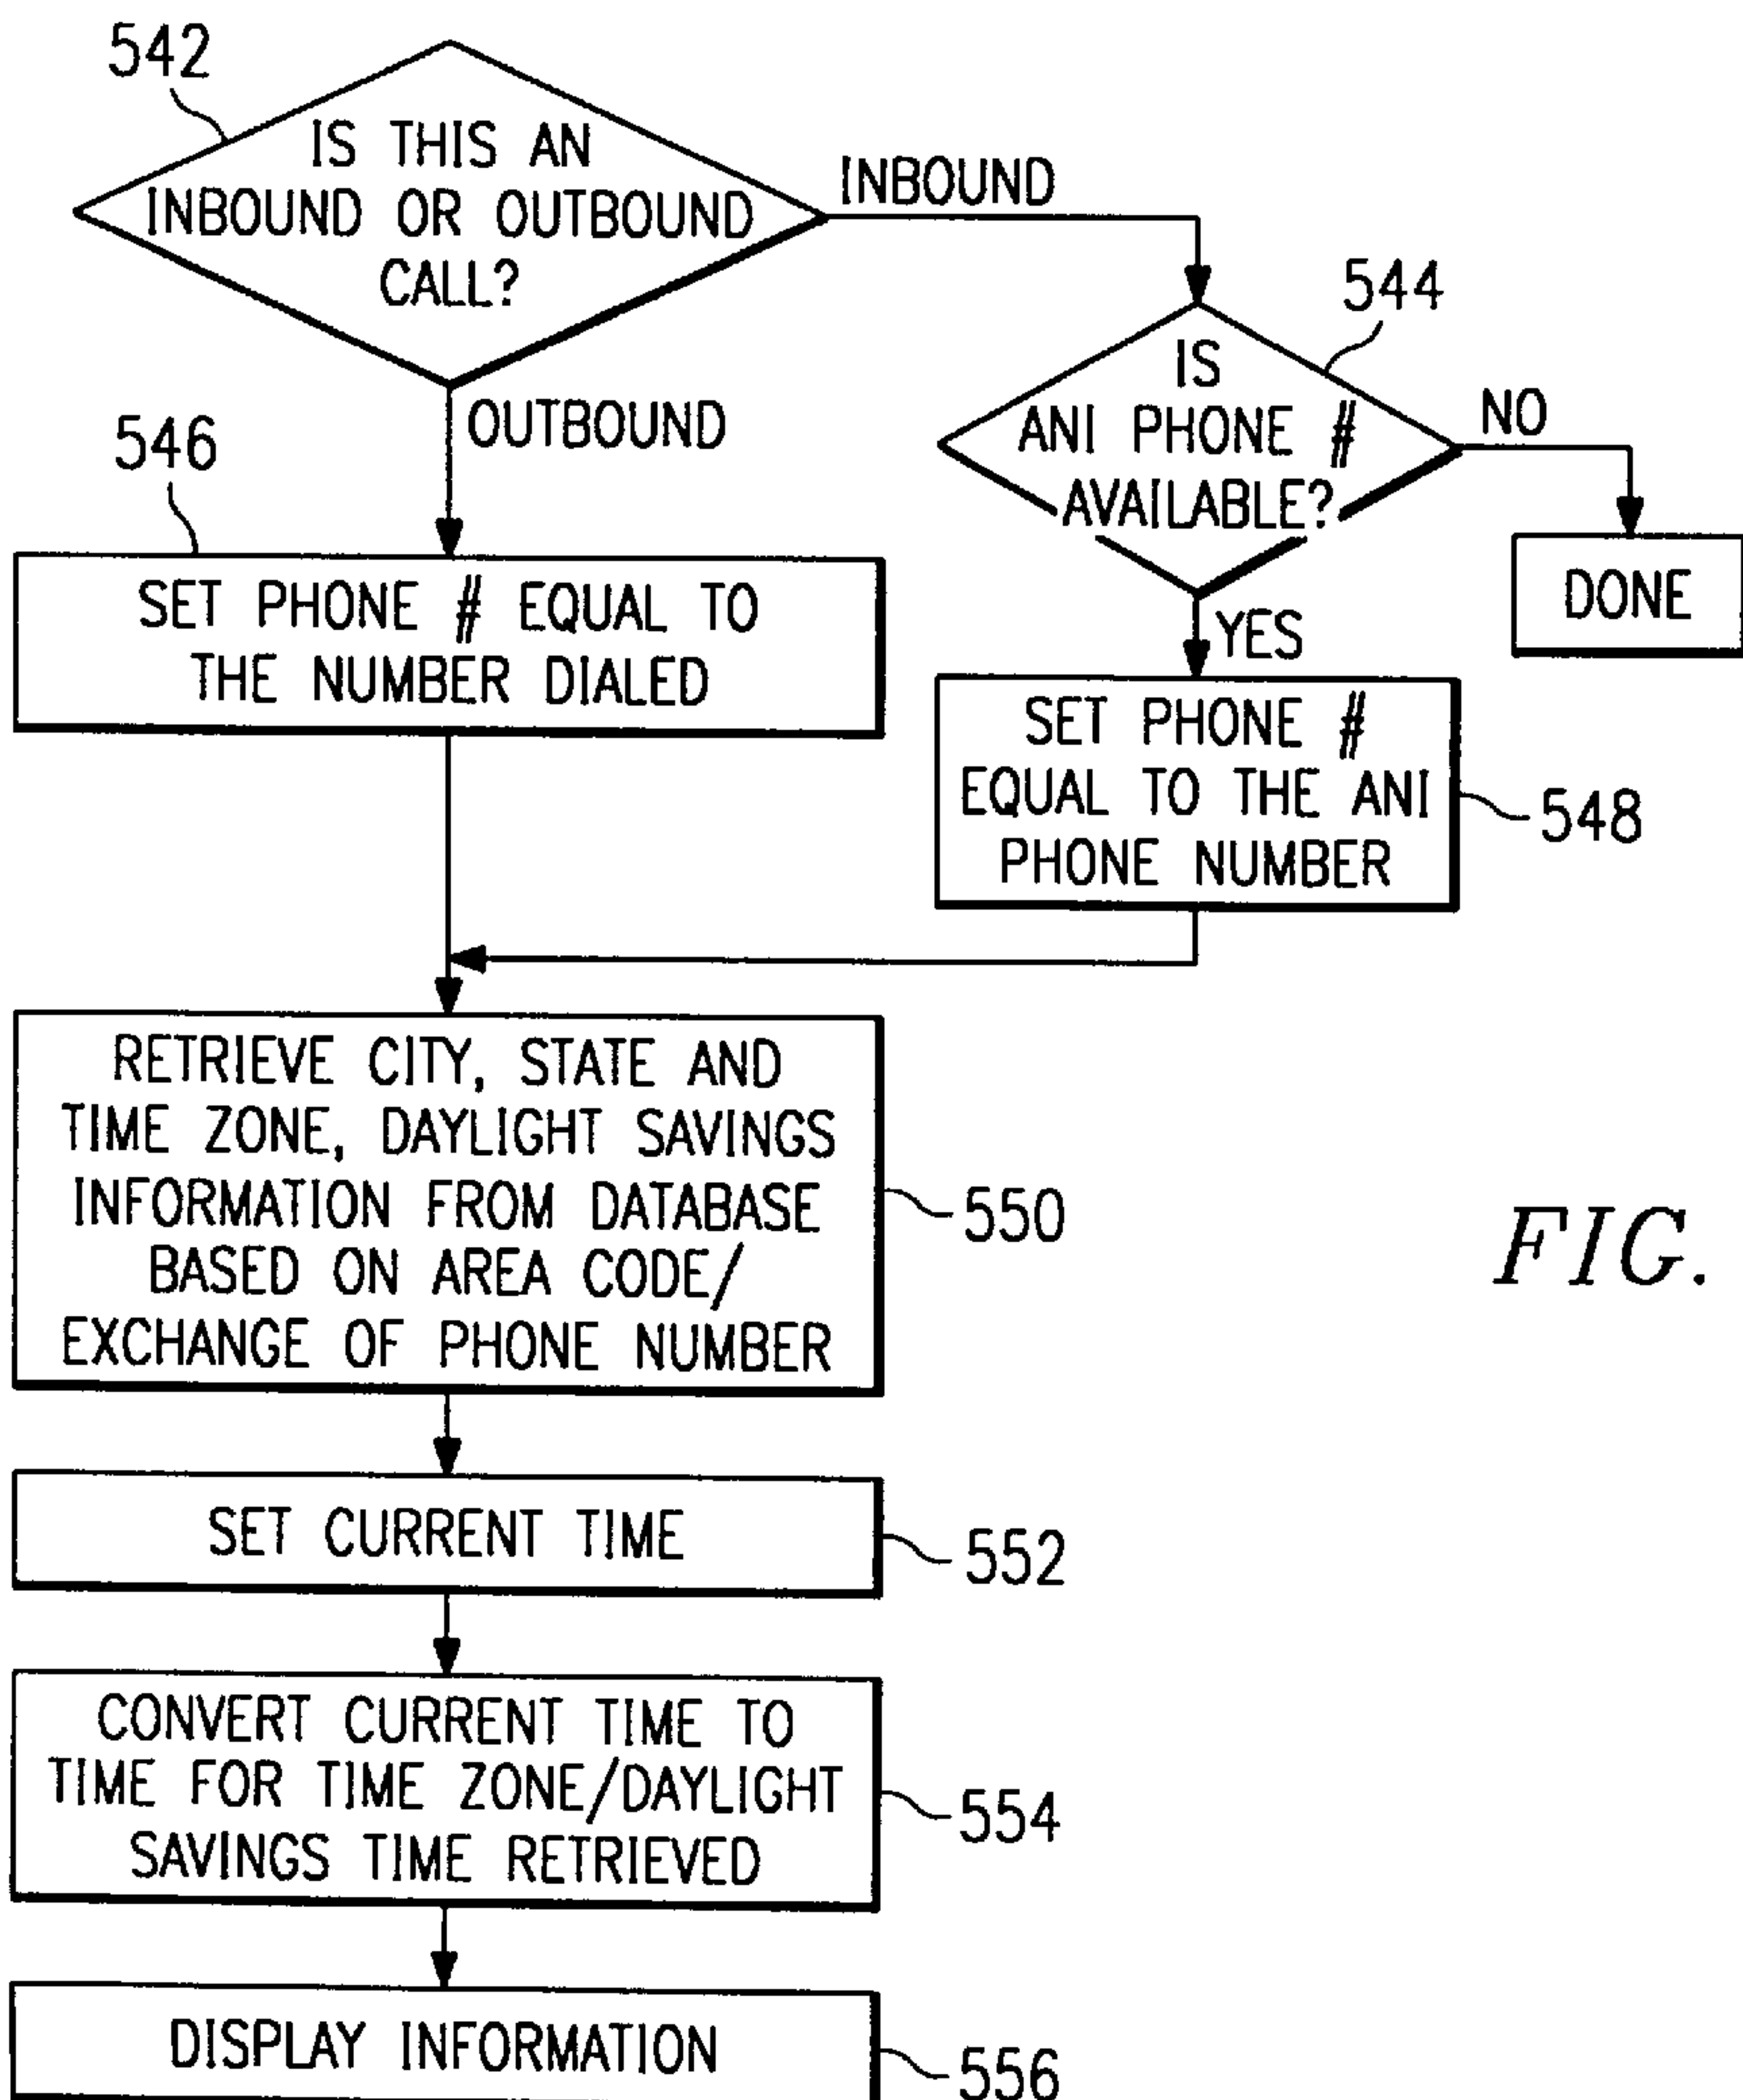 542
IS THIS AN
INBOUND OR OUTBOUND
CALL?
INBOUND
OUTBOUND
544
IS
ANI PHONE #
AVAILABLE?
NO
DONE
YES
546
SET PHONE # EQUAL TO
THE NUMBER DIALED
SET PHONE #
EQUAL TO THE ANI
PHONE NUMBER
548
RETRIEVE CITY, STATE AND
TIME ZONE, DAYLIGHT SAVINGS
INFORMATION FROM DATABASE
BASED ON AREA CODE/
EXCHANGE OF PHONE NUMBER
550
FIG.
SET CURRENT TIME
552
CONVERT CURRENT TIME TO
TIME FOR TIME ZONE/DAYLIGHT
SAVINGS TIME RETRIEVED
554
DISPLAY INFORMATION
556